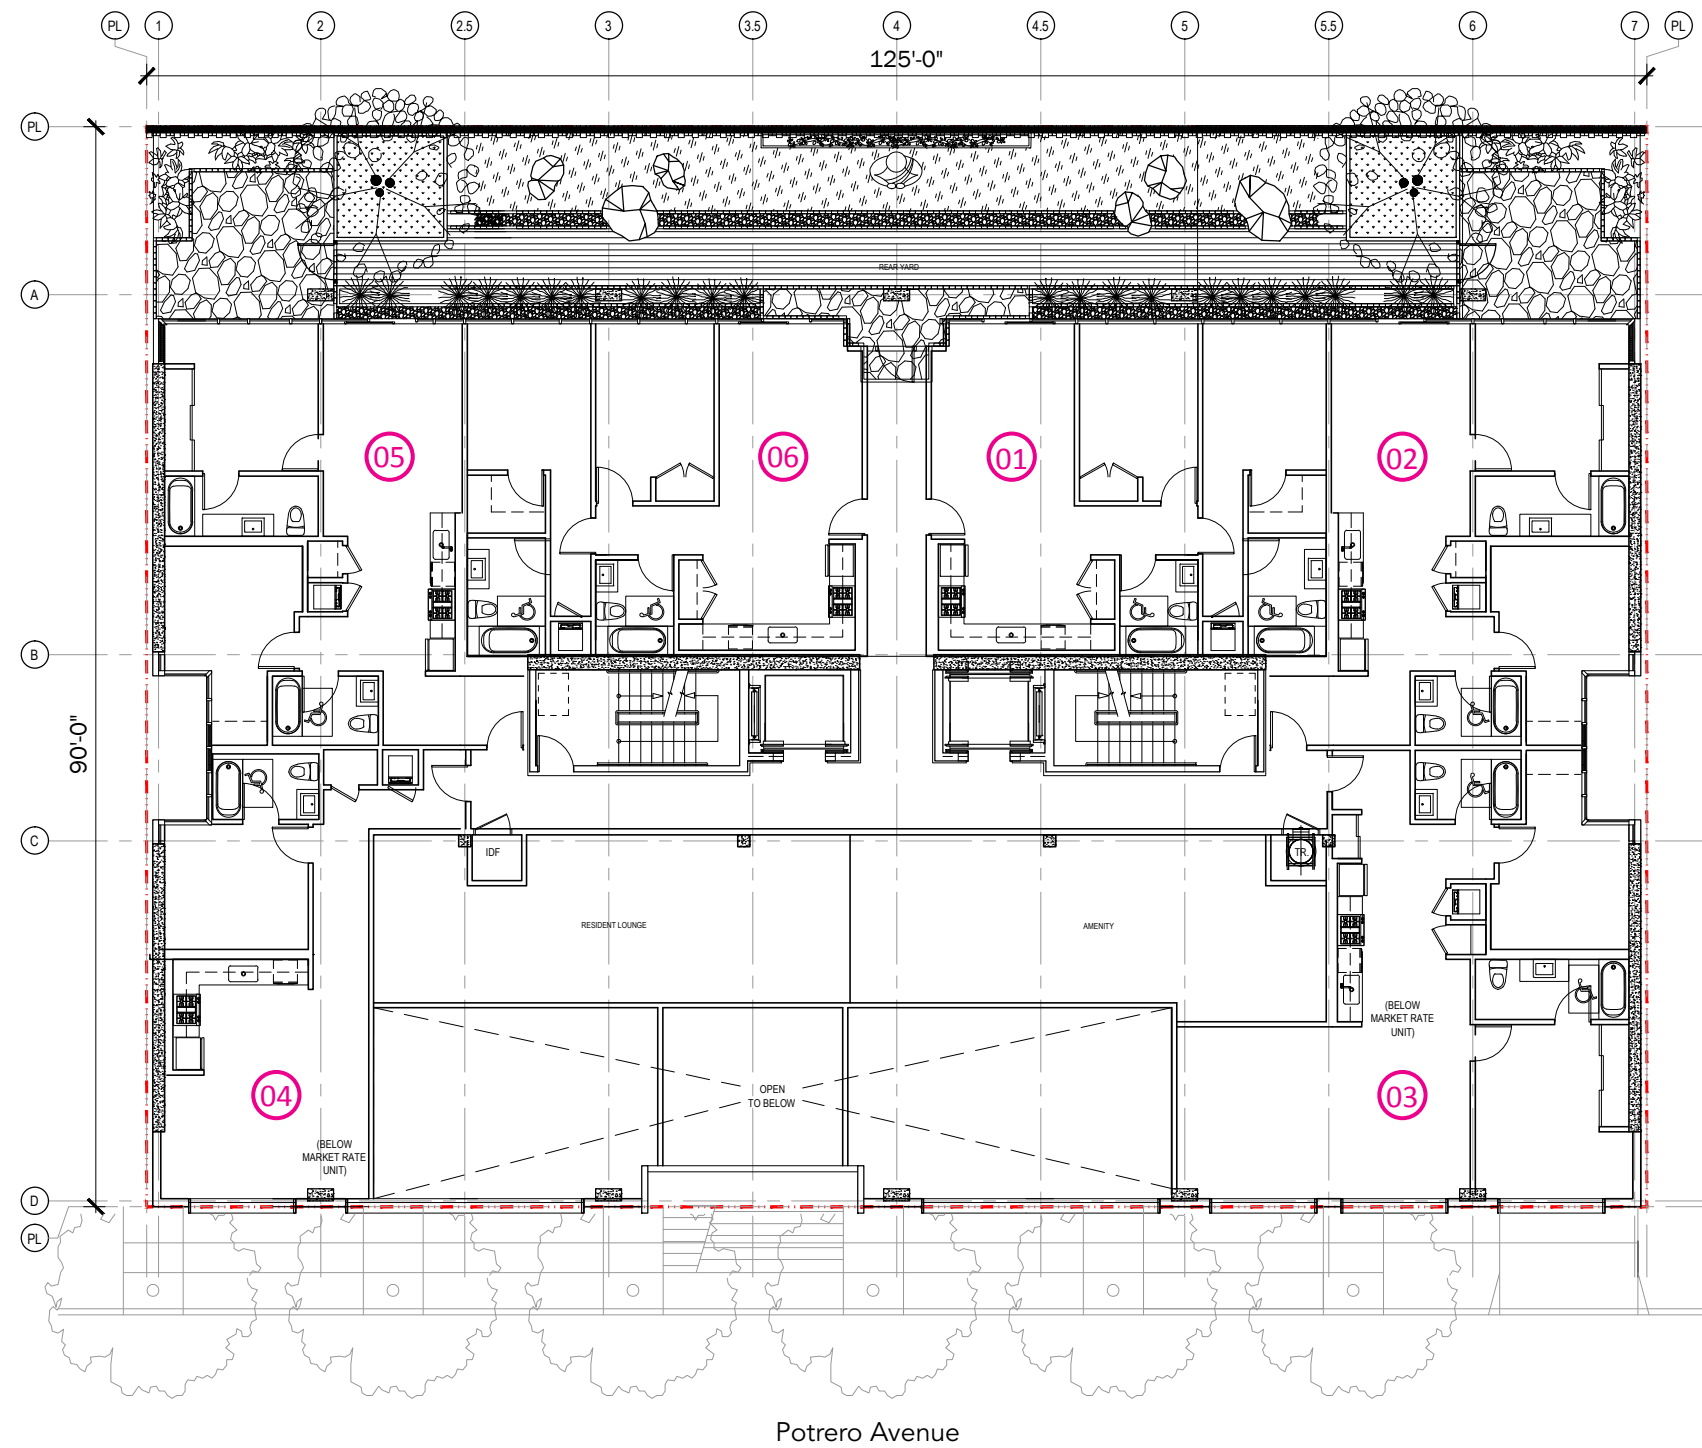 PL 1 2 2.5 3 3.5 4 4.5 5 5.5 6 7 PL
125'-0"
PL
REAR YARD
A
05 06 01 02
B
90'-0"
C
IDF
TR.
RESIDENT LOUNGE
AMENITY
(BELOW
MARKET RATE
UNIT)
OPEN
TO BELOW
04
03
(BELOW
MARKET RATE
UNIT)
D
PL
Potrero Avenue